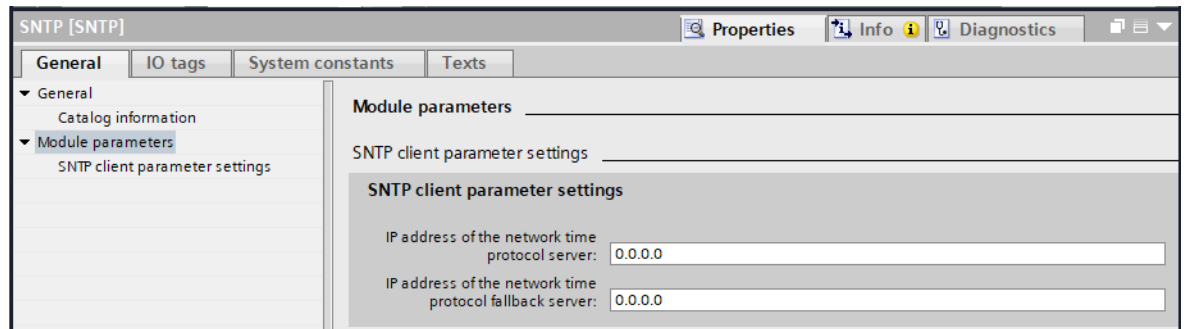 SNTP [SNTP]
Properties
Info
Diagnostics
General
IO tags
System constants
Texts
General
Catalog information
Module parameters
SNTP client parameter settings
Module parameters
SNTP client parameter settings
SNTP client parameter settings
IP address of the network time
protocol server: 0.0.0.0
IP address of the network time
protocol fallback server: 0.0.0.0